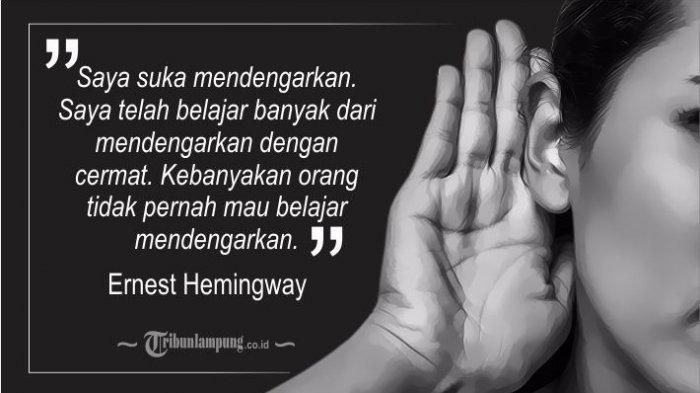 ”
Saya suka mendengarkan.
Saya telah belajar banyak dari
mendengarkan dengan
cermat. Kebanyakan orang
tidak pernah mau belajar
mendengarkan. ”
Ernest Hemingway
~ Tribunlampung.co.id ~